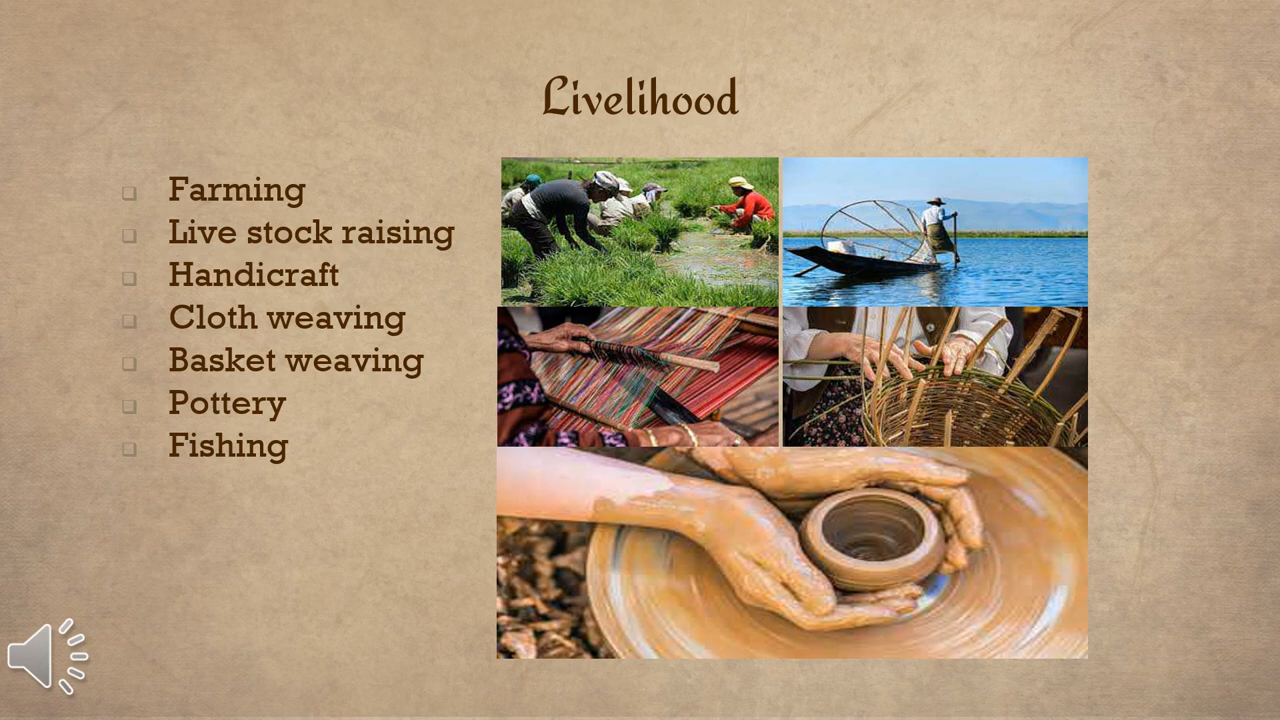 Livelihood
Farming
Live stock raising
Handicraft
Cloth weaving
Basket weaving
Pottery
Fishing